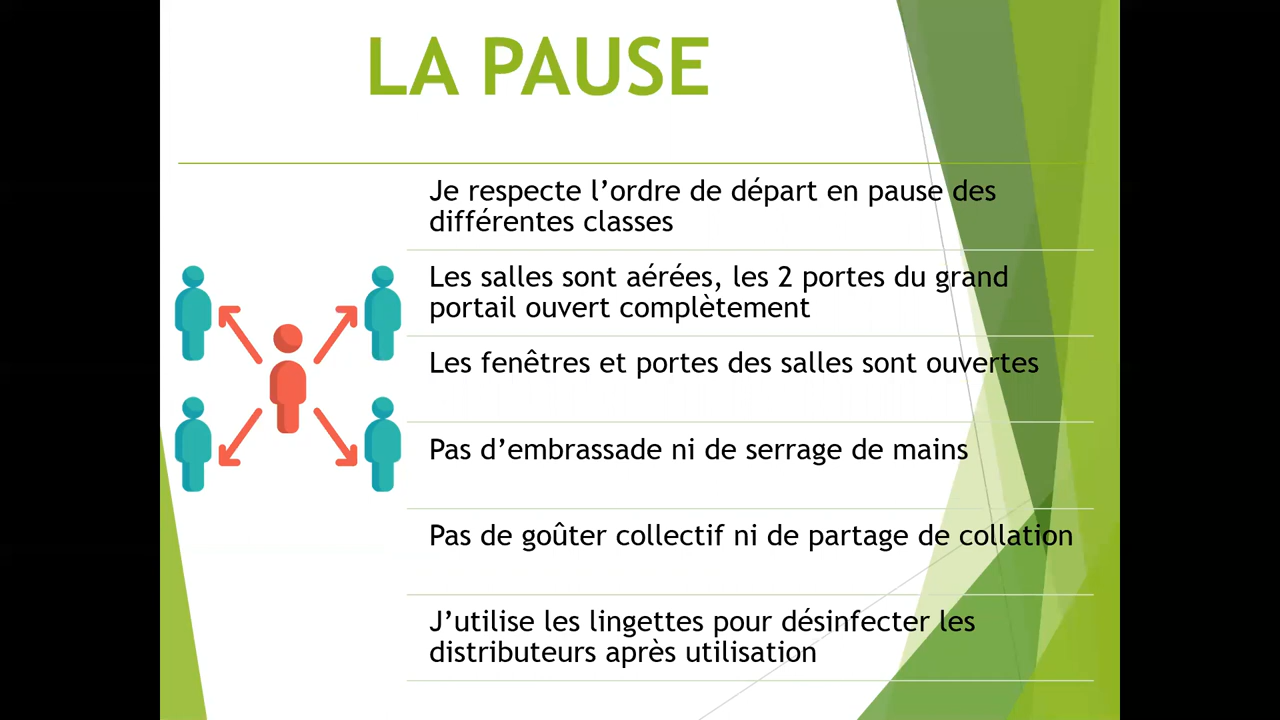 LA PAUSE
Je respecte l’ordre de départ en pause des
différentes classes
Les salles sont aérées, les 2 portes du grand
portail ouvert complètement
Les fenêtres et portes des salles sont ouvertes
Pas d’embrassade ni de serrage de mains
Pas de goûter collectif ni de partage de collation
J’utilise les lingettes pour désinfecter les
distributeurs après utilisation